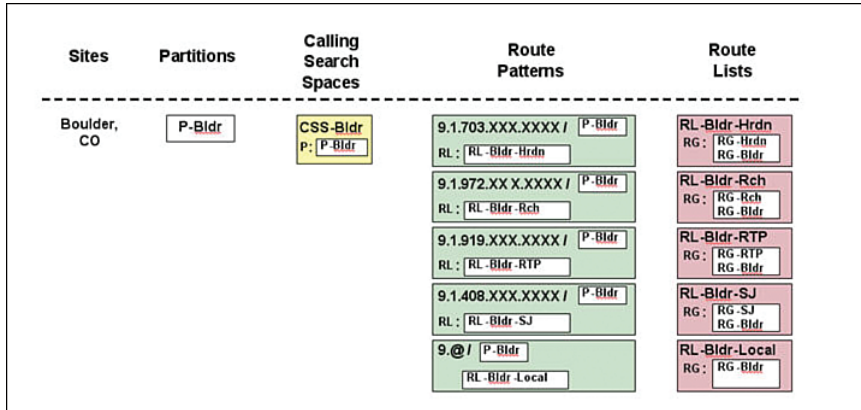 Sites
Partitions
Calling
Search
Spaces
Route
Patterns
Route
Lists
Boulder,
CO
P-Bldr
CSS-Bldr
P: P-Bldr
9.1.703.XXX.XXXX / P-Bldr
RL: RL-Bldr-Hrdn
RL-Bldr-Hrdn
RG: RG-Hrdn
RG-Bldr
9.1.972.XX X.XXXX / P-Bldr
RL: RL-Bldr-Rch
RL-Bldr-Rch
RG: RG-Rch
RG-Bldr
9.1.919.XXX.XXXX / P-Bldr
RL: RL-Bldr-RTP
RL-Bldr-RTP
RG: RG-RTP
RG-Bldr
9.1.408.XXX.XXXX / P-Bldr
RL: RL-Bldr-SJ
RL-Bldr-SJ
RG: RG-SJ
RG-Bldr
9.@ / P-Bldr
RL-Bldr-Local
RL-Bldr-Local
RG: RG-Bldr